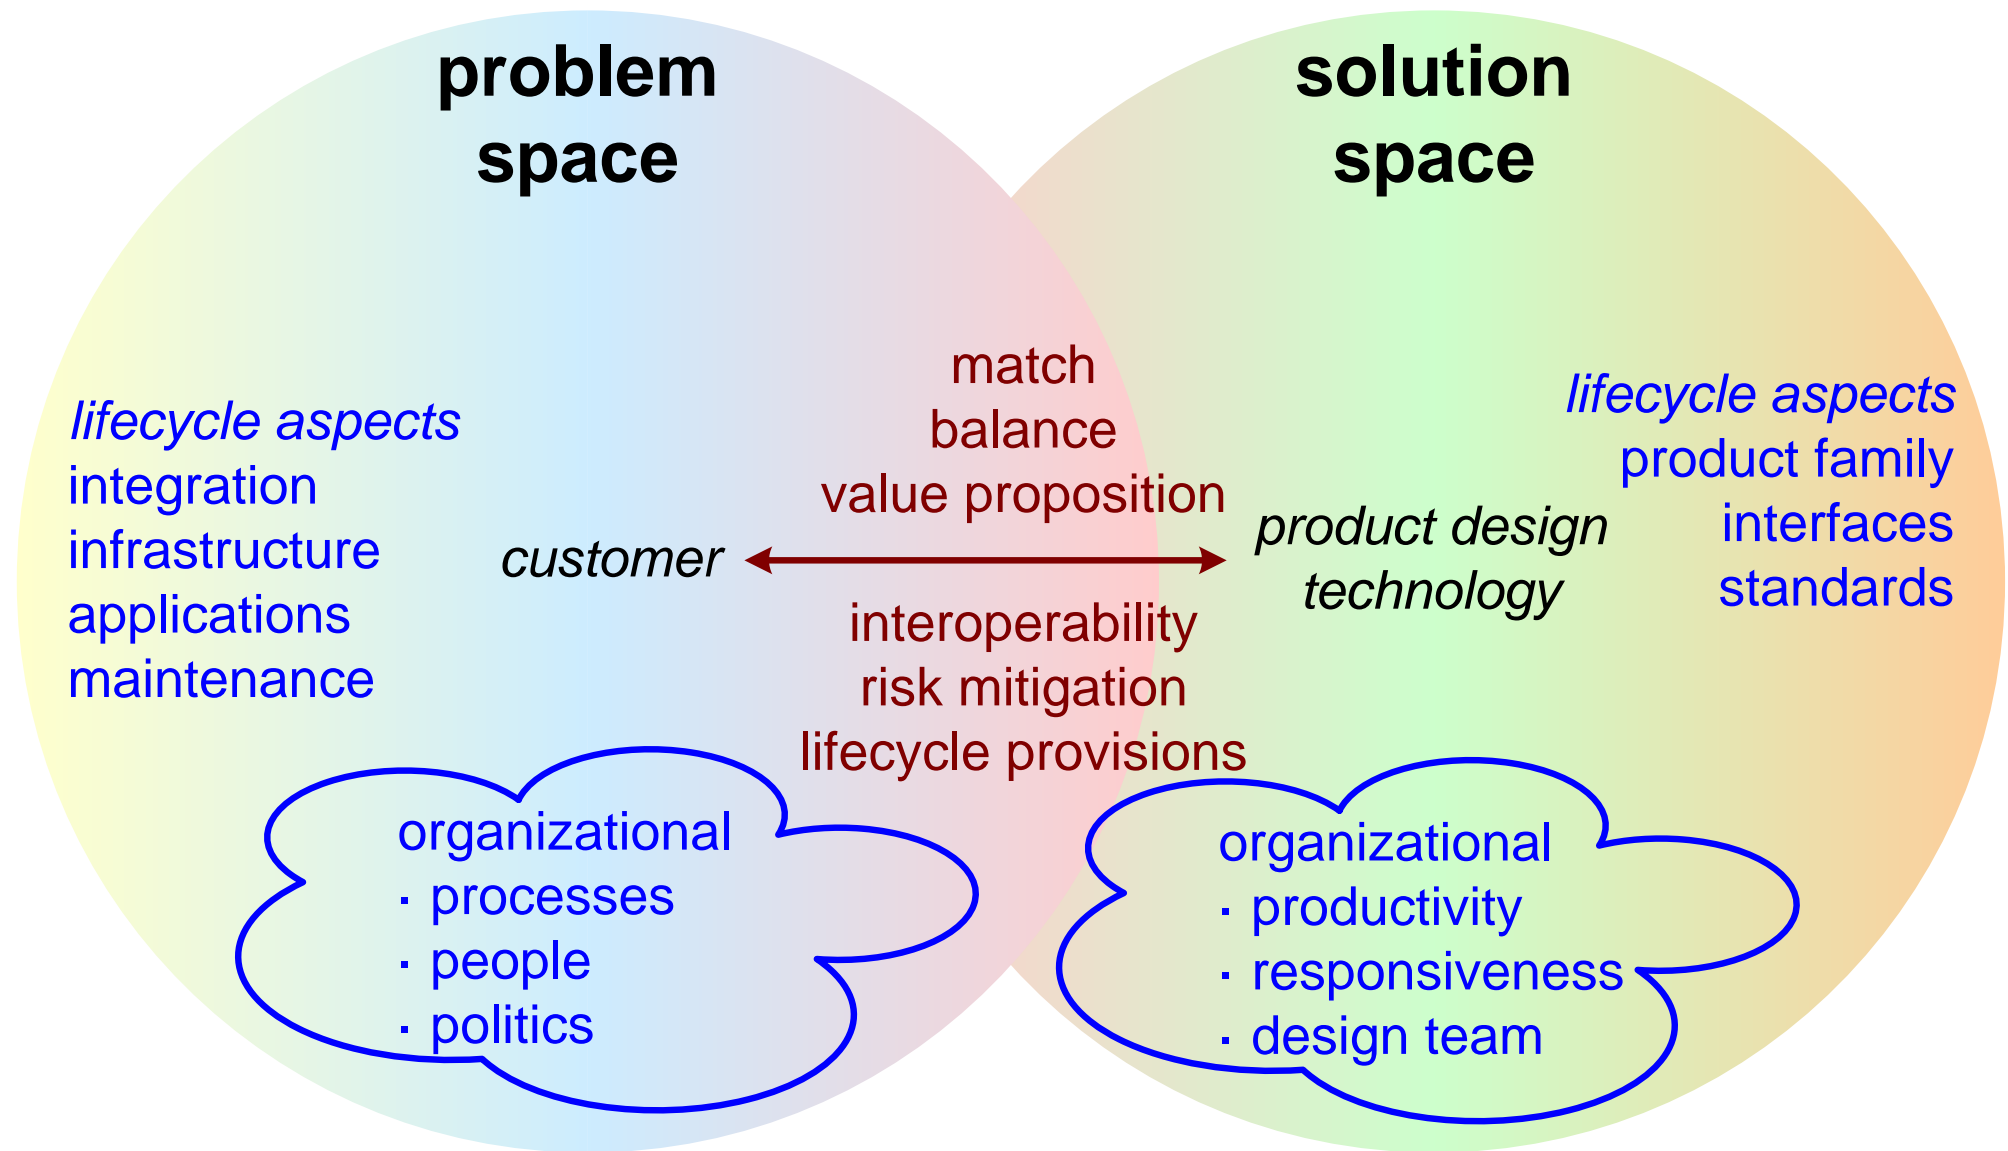 problem
space
solution
space
lifecycle aspects
integration
infrastructure
applications
maintenance
customer
match
balance
value proposition
interoperability
risk mitigation
lifecycle provisions
product design
technology
lifecycle aspects
product family
interfaces
standards
organizational
· processes
· people
· politics
organizational
· productivity
· responsiveness
· design team